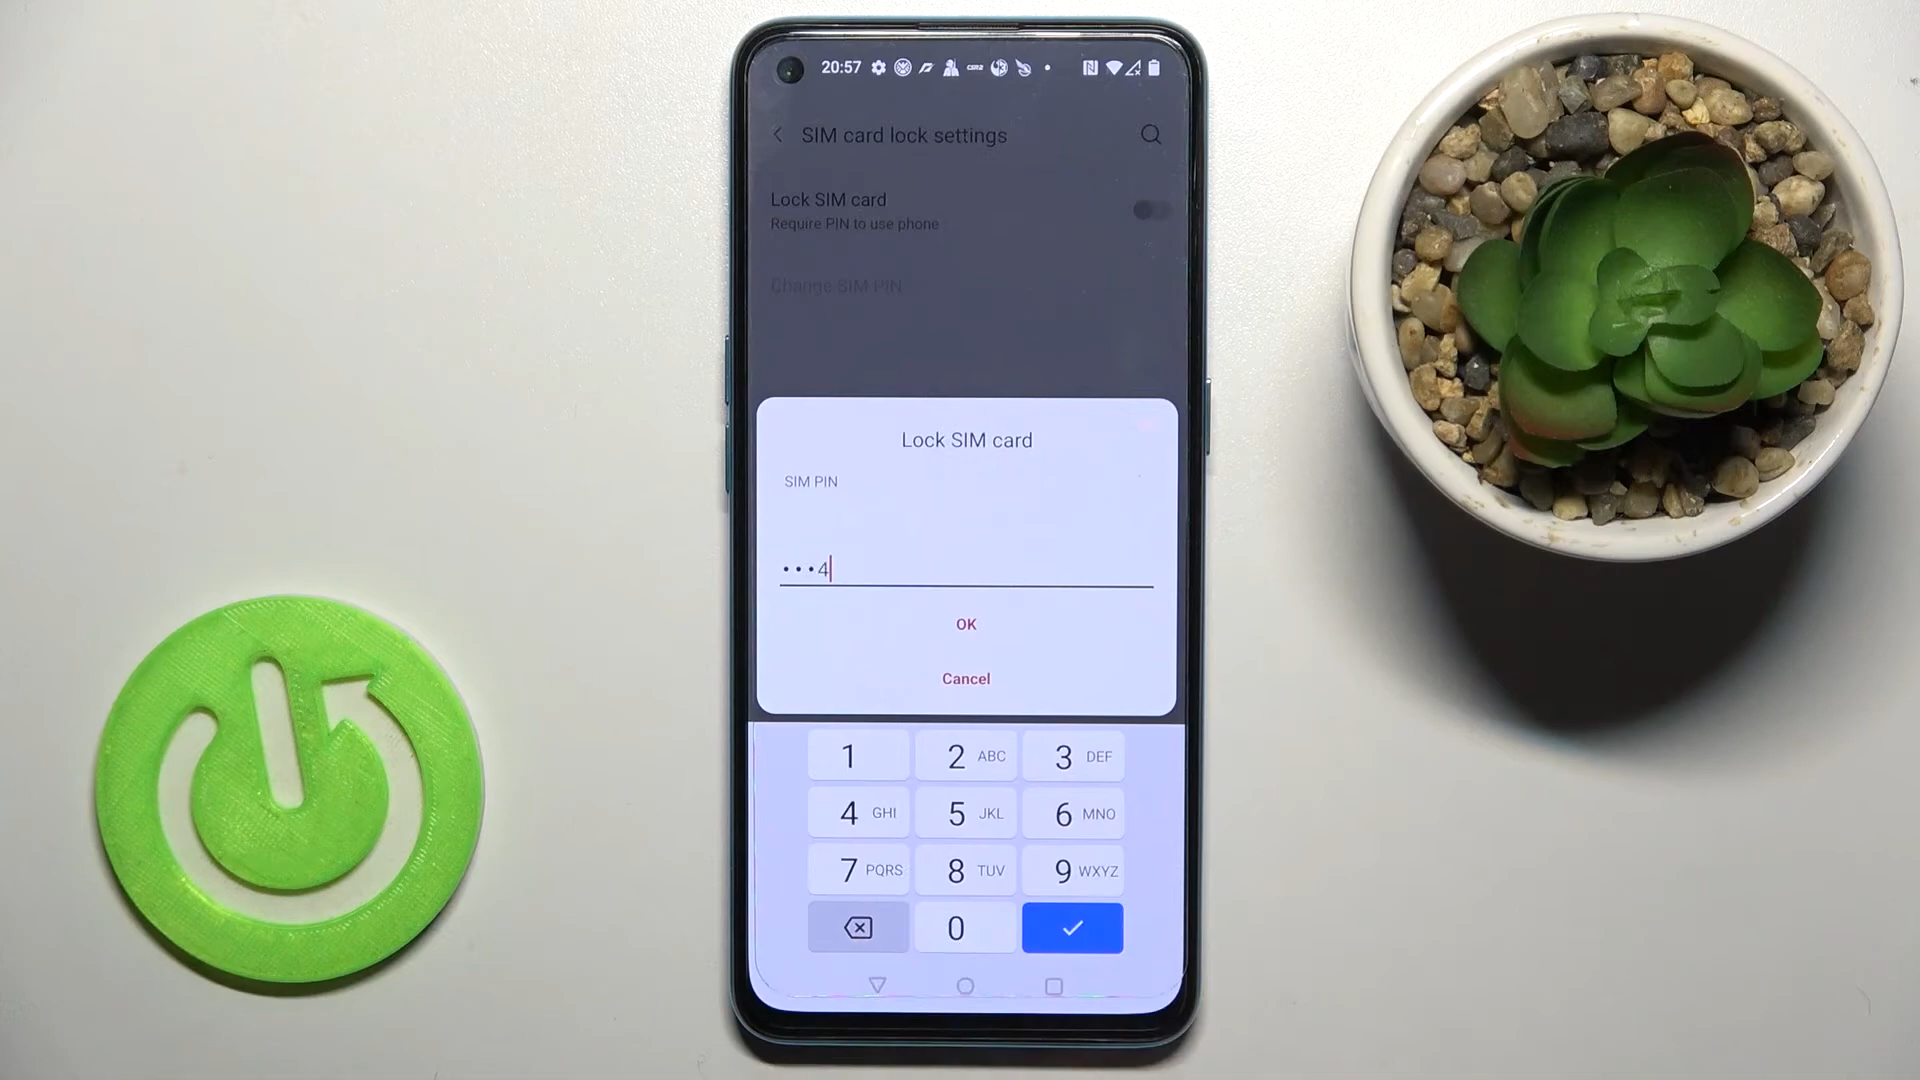 20:57
SIM card lock settings
Lock SIM card
Require PIN to use phone
Change SIM PIN
Lock SIM card
SIM PIN
•••4
OK
Cancel
1 2 ABC 3 DEF
4 GHI 5 JKL 6 MNO
7 PQRS 8 TUV 9 WXYZ
0